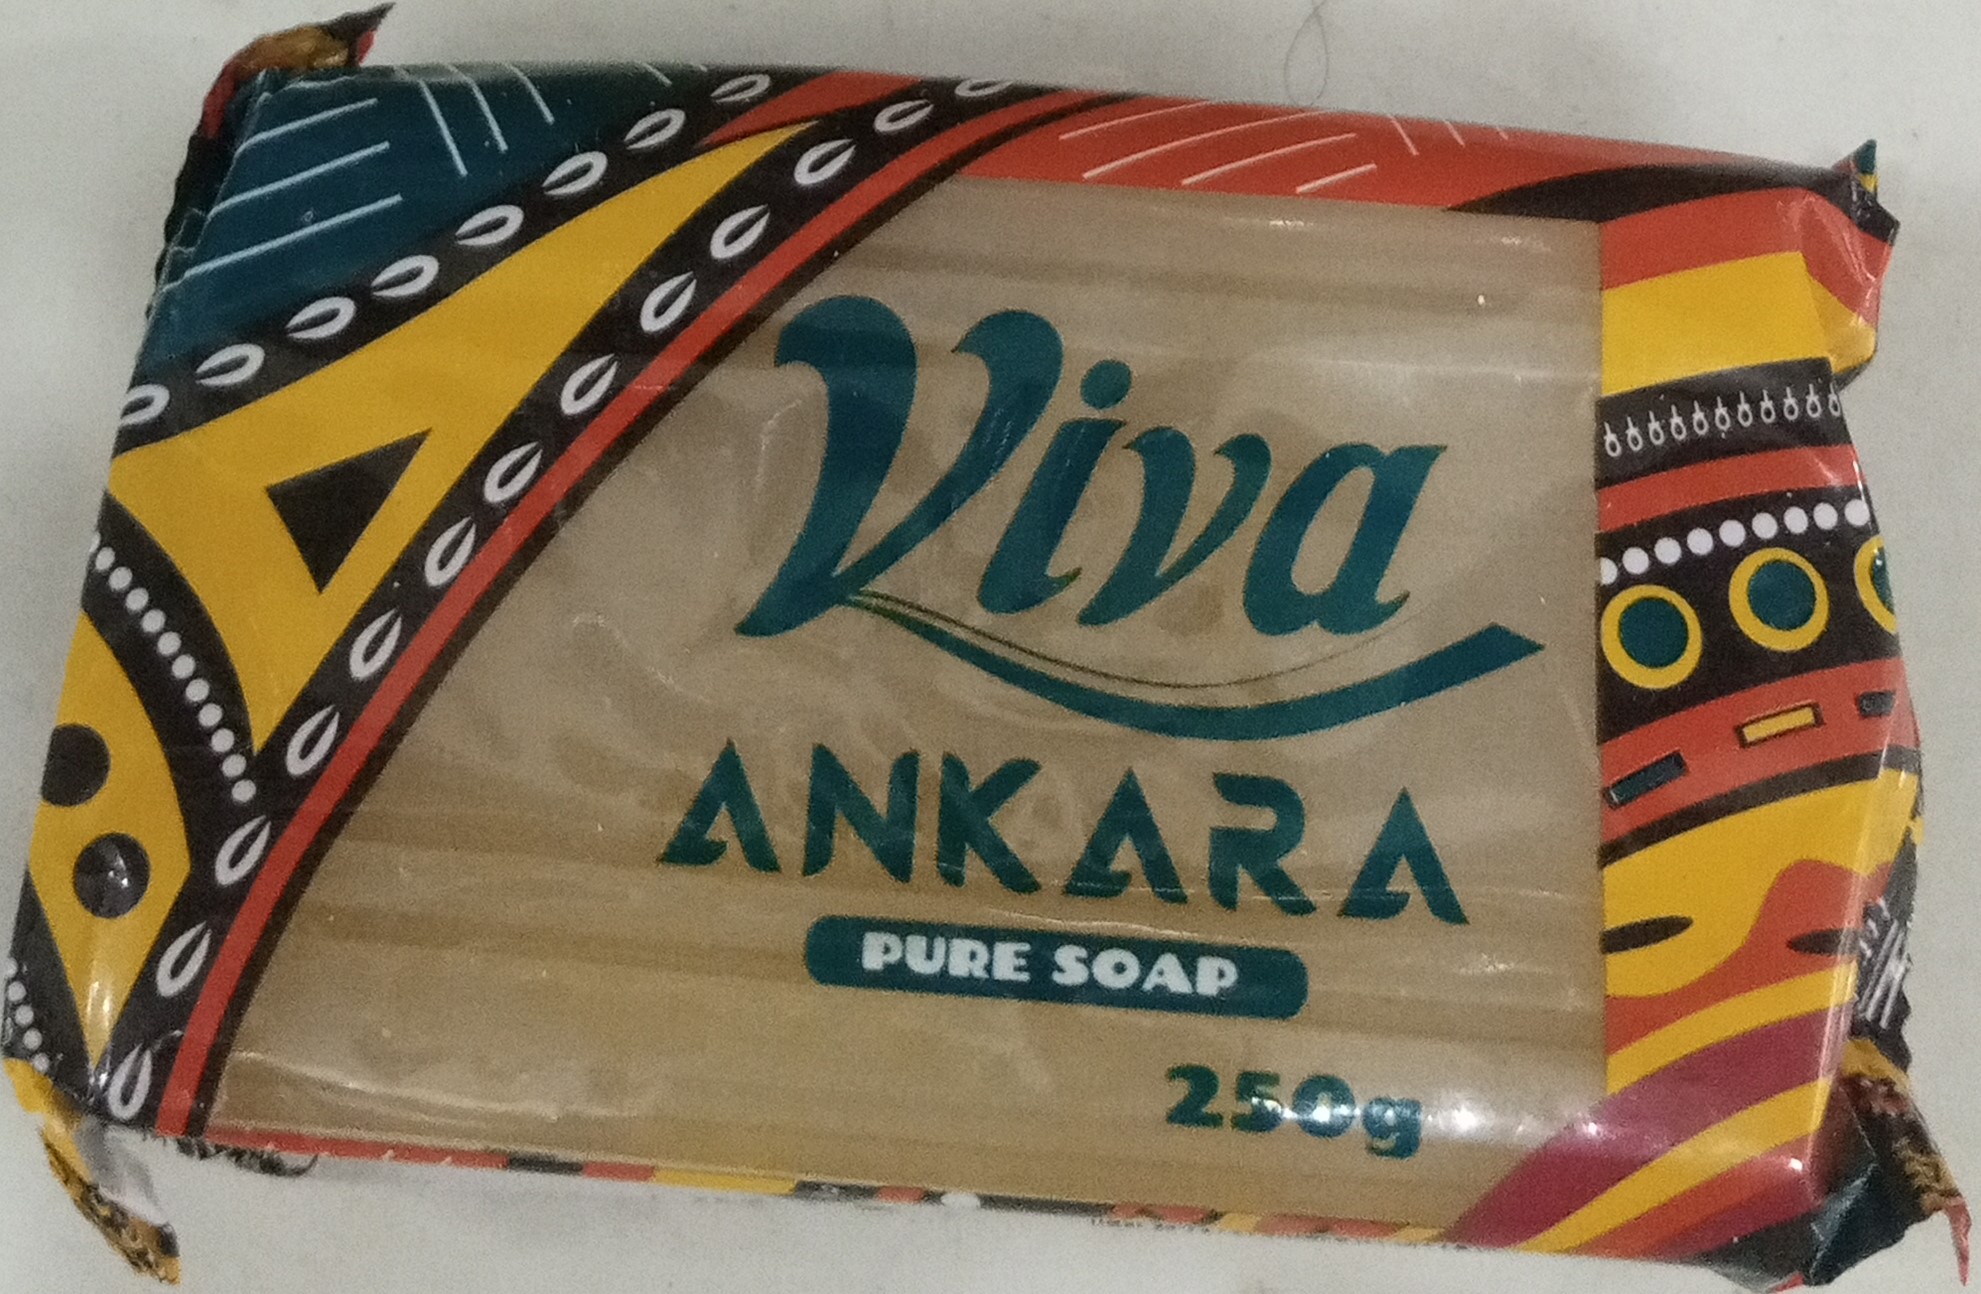 Viva
ANKARA
PURE SOAP
250g